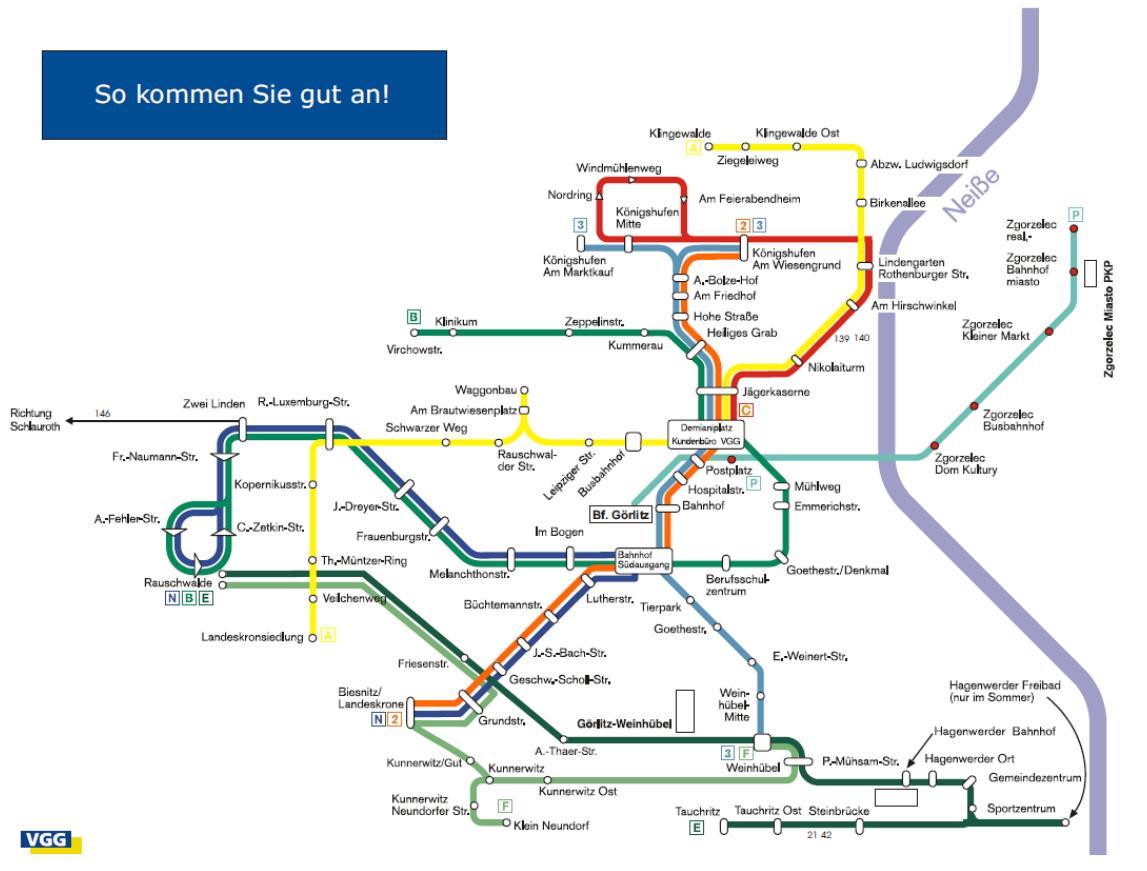 So kommen Sie gut an!
Neiße
Klingewalde
Klingewalde Ost
A
Ziegeleiweg
Abzw. Ludwigsdorf
Windmühlenweg
Nordring
Am Feierabendheim
Birkenallee
Königshufen
Mitte
3
2 3
P
Zgorzelec
real,-
Königshufen
Am Marktkauf
Königshufen
Am Wiesengrund
Lindengarten
Rothenburger Str.
Zgorzelec
Bahnhof
miasto
Zgorzelec Miasto PKP
A.-Bolze-Hof
Am Friedhof
Am Hirschwinkel
Hohe Straße
B
Klinikum
Zeppelinstr.
Heiliges Grab
139 140
Zgorzelec
Kleiner Markt
Virchowstr.
Kummerau
Nikolaiturm
Waggonbau
Jägerkaserne
Richtung
Schlauroth
146
Zwei Linden
R.-Luxemburg-Str.
Am Brautwiesenplatz
C
Zgorzelec
Busbahnhof
Schwarzer Weg
Demianiplatz
Kundenbüro VGG
Fr.-Naumann-Str.
Rauschwal-
der Str.
Leipziger Str.
Busbahnhof
Postplatz
P
Zgorzelec
Dom Kultury
Kopernikusstr.
Hospitalstr.
Mühlweg
J.-Dreyer-Str.
Bf. Görlitz
Bahnhof
Emmerichstr.
A.-Fehler-Str.
C.-Zetkin-Str.
Frauenburgstr.
Im Bogen
Th.-Müntzer-Ring
Melanchthonstr.
Bahnhof
Südausgang
Berufsschul-
zentrum
Goethestr./Denkmal
Rauschwalde
N B E
Veilchenweg
Büchtemannstr.
Lutherstr.
Tierpark
Goethestr.
Landeskronsiedlung
A
Friesenstr.
J.-S.-Bach-Str.
E.-Weinert-Str.
Geschw.-Scholl-Str.
Biesnitz/
Landeskrone
N 2
Grundstr.
Wein-
hübel-
Mitte
Hagenwerder Freibad
(nur im Sommer)
Görlitz-Weinhübel
Hagenwerder Bahnhof
A.-Thaer-Str.
3 F
Weinhübel
P.-Mühsam-Str.
Hagenwerder Ort
Kunnerwitz/Gut
Kunnerwitz
Kunnerwitz Ost
Gemeindezentrum
Kunnerwitz
Neundorfer Str.
F
Klein Neundorf
Tauchritz
E
Tauchritz Ost
Steinbrücke
Sportzentrum
21 42
VGG